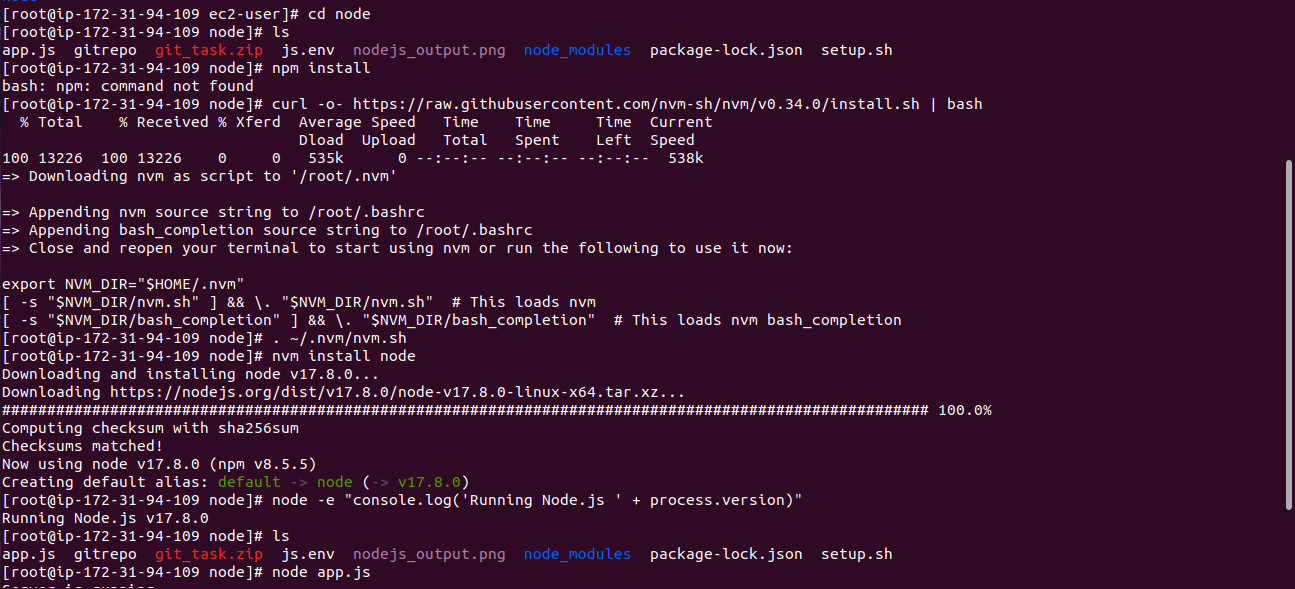 [root@ip-172-31-94-109 ec2-user]# cd node
[root@ip-172-31-94-109 node]# ls
app.js  gitrepo  git_task.zip  js.env  nodejs_output.png  node_modules  package-lock.json  setup.sh
[root@ip-172-31-94-109 node]# npm install
bash: npm: command not found
[root@ip-172-31-94-109 node]# curl -o- https://raw.githubusercontent.com/nvm-sh/nvm/v0.34.0/install.sh | bash
  % Total    % Received % Xferd  Average Speed   Time    Time     Time  Current
                                 Dload  Upload   Total   Spent    Left  Speed
100 13226  100 13226    0     0   535k      0 --:--:-- --:--:-- --:--:--  538k
=> Downloading nvm as script to '/root/.nvm'

=> Appending nvm source string to /root/.bashrc
=> Appending bash_completion source string to /root/.bashrc
=> Close and reopen your terminal to start using nvm or run the following to use it now:

export NVM_DIR="$HOME/.nvm"
[ -s "$NVM_DIR/nvm.sh" ] && \. "$NVM_DIR/nvm.sh"  # This loads nvm
[ -s "$NVM_DIR/bash_completion" ] && \. "$NVM_DIR/bash_completion"  # This loads nvm bash_completion
[root@ip-172-31-94-109 node]# . ~/.nvm/nvm.sh
[root@ip-172-31-94-109 node]# nvm install node
Downloading and installing node v17.8.0...
Downloading https://nodejs.org/dist/v17.8.0/node-v17.8.0-linux-x64.tar.xz...
####################################################################################################### 100.0%
Computing checksum with sha256sum
Checksums matched!
Now using node v17.8.0 (npm v8.5.5)
Creating default alias: default -> node (-> v17.8.0)
[root@ip-172-31-94-109 node]# node -e "console.log('Running Node.js ' + process.version)"
Running Node.js v17.8.0
[root@ip-172-31-94-109 node]# ls
app.js  gitrepo  git_task.zip  js.env  nodejs_output.png  node_modules  package-lock.json  setup.sh
[root@ip-172-31-94-109 node]# node app.js